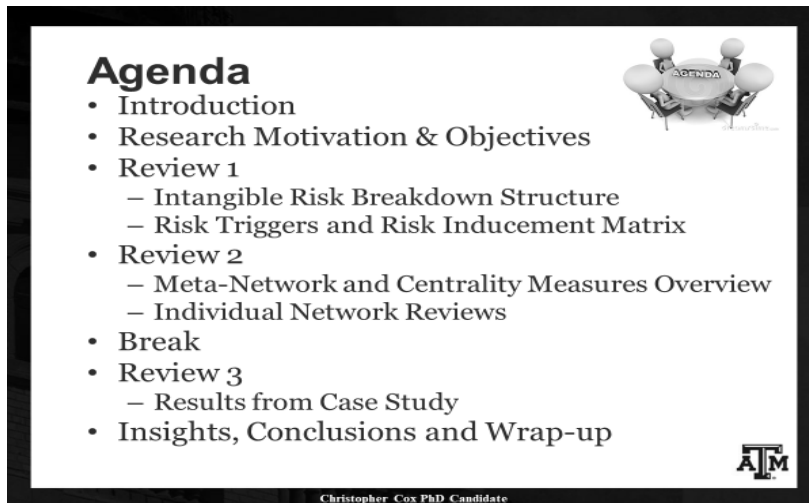 Agenda
AGENDA
• Introduction
• Research Motivation & Objectives
• Review 1
– Intangible Risk Breakdown Structure
– Risk Triggers and Risk Inducement Matrix
• Review 2
– Meta-Network and Centrality Measures Overview
– Individual Network Reviews
• Break
• Review 3
– Results from Case Study
• Insights, Conclusions and Wrap-up
ATM
Christopher Cox PhD Candidate